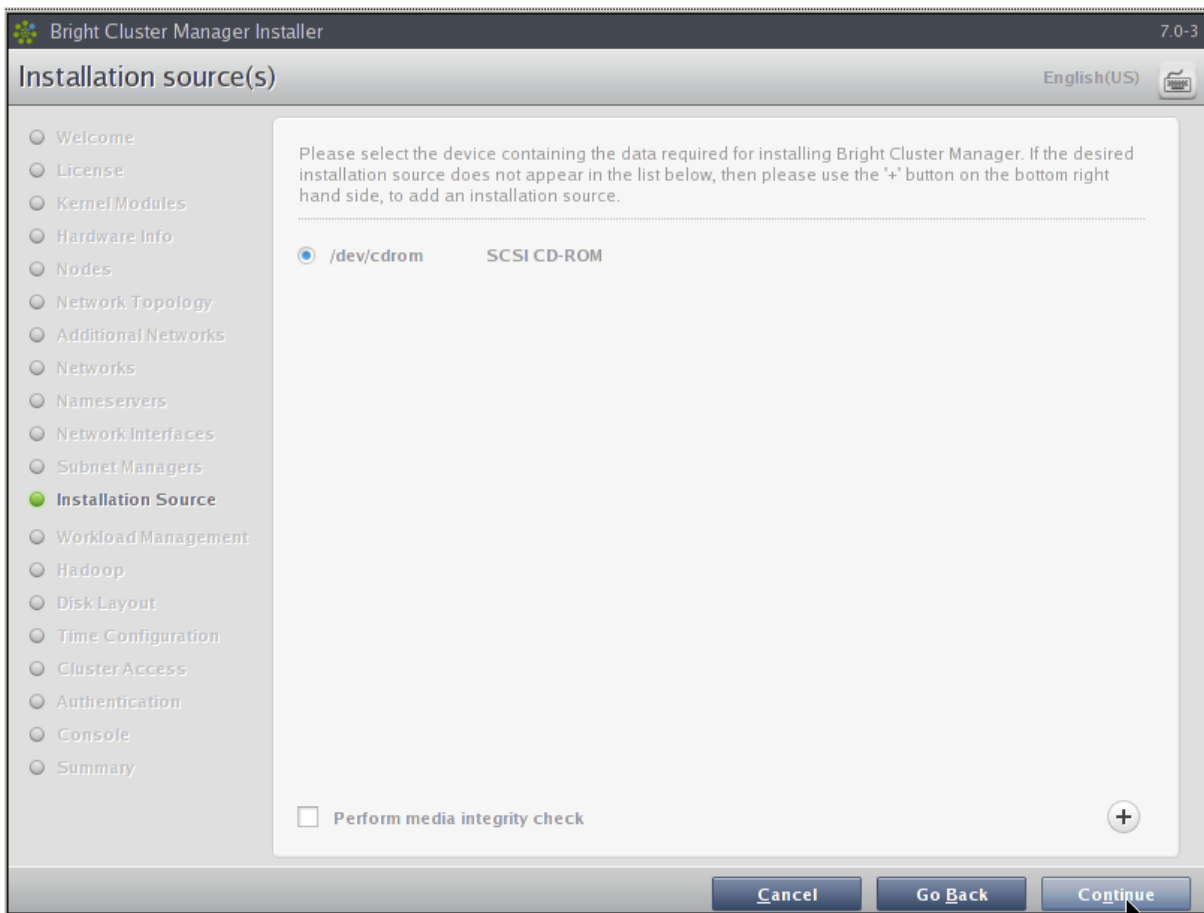 Bright Cluster Manager Installer
7.0-3
Installation source(s)
English(US)
Welcome
License
Kernel Modules
Hardware Info
Nodes
Network Topology
Additional Networks
Networks
Nameservers
Network Interfaces
Subnet Managers
Installation Source
Workload Management
Hadoop
Disk Layout
Time Configuration
Cluster Access
Authentication
Console
Summary
Please select the device containing the data required for installing Bright Cluster Manager. If the desired
installation source does not appear in the list below, then please use the '+' button on the bottom right
hand side, to add an installation source.
/dev/cdrom SCSI CD-ROM
Perform media integrity check
+
Cancel
Go Back
Continue